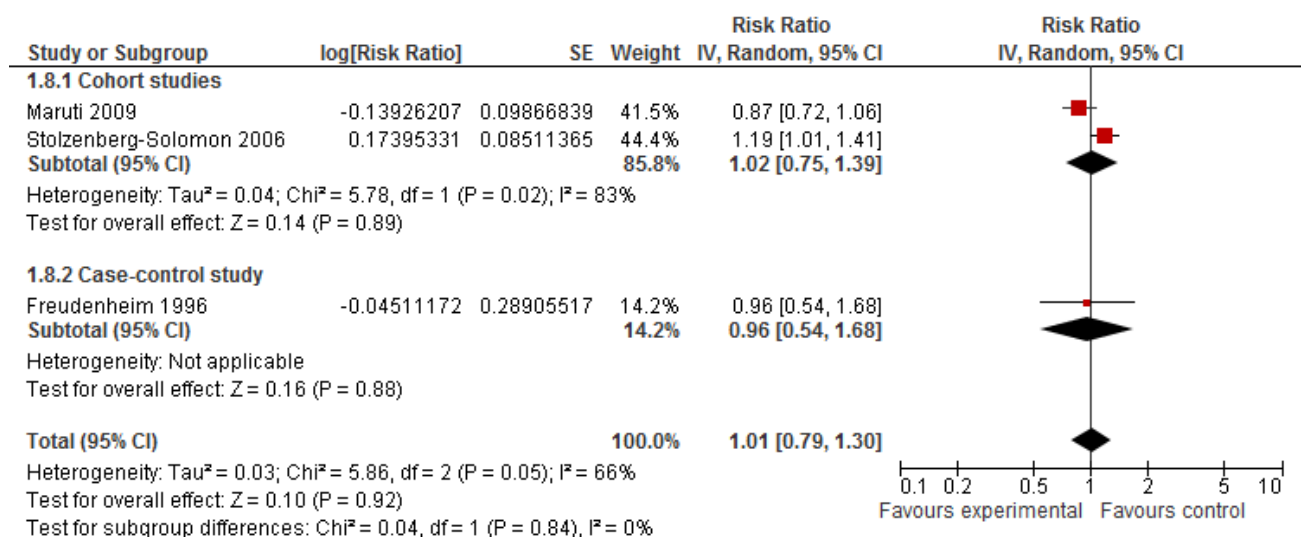 Risk Ratio Risk Ratio
Study or Subgroup log[Risk Ratio] SE Weight IV, Random, 95% CI IV, Random, 95% CI
1.8.1 Cohort studies
Maruti 2009 -0.13926207 0.09866839 41.5% 0.87 [0.72, 1.06]
Stolzenberg-Solomon 2006 0.17395331 0.08511365 44.4% 1.19 [1.01, 1.41]
Subtotal (95% CI) 85.8% 1.02 [0.75, 1.39]
Heterogeneity: Tau² = 0.04; Chi² = 5.78, df = 1 (P = 0.02); I² = 83%
Test for overall effect: Z = 0.14 (P = 0.89)
1.8.2 Case-control study
Freudenheim 1996 -0.04511172 0.28905517 14.2% 0.96 [0.54, 1.68]
Subtotal (95% CI) 14.2% 0.96 [0.54, 1.68]
Heterogeneity: Not applicable
Test for overall effect: Z = 0.16 (P = 0.88)
Total (95% CI) 100.0% 1.01 [0.79, 1.30]
Heterogeneity: Tau² = 0.03; Chi² = 5.86, df = 2 (P = 0.05); I² = 66%
Test for overall effect: Z = 0.10 (P = 0.92)
Test for subgroup differences: Chi² = 0.04, df = 1 (P = 0.84), I² = 0%
0.1 0.2 0.5 1 2 5 10
Favours experimental Favours control